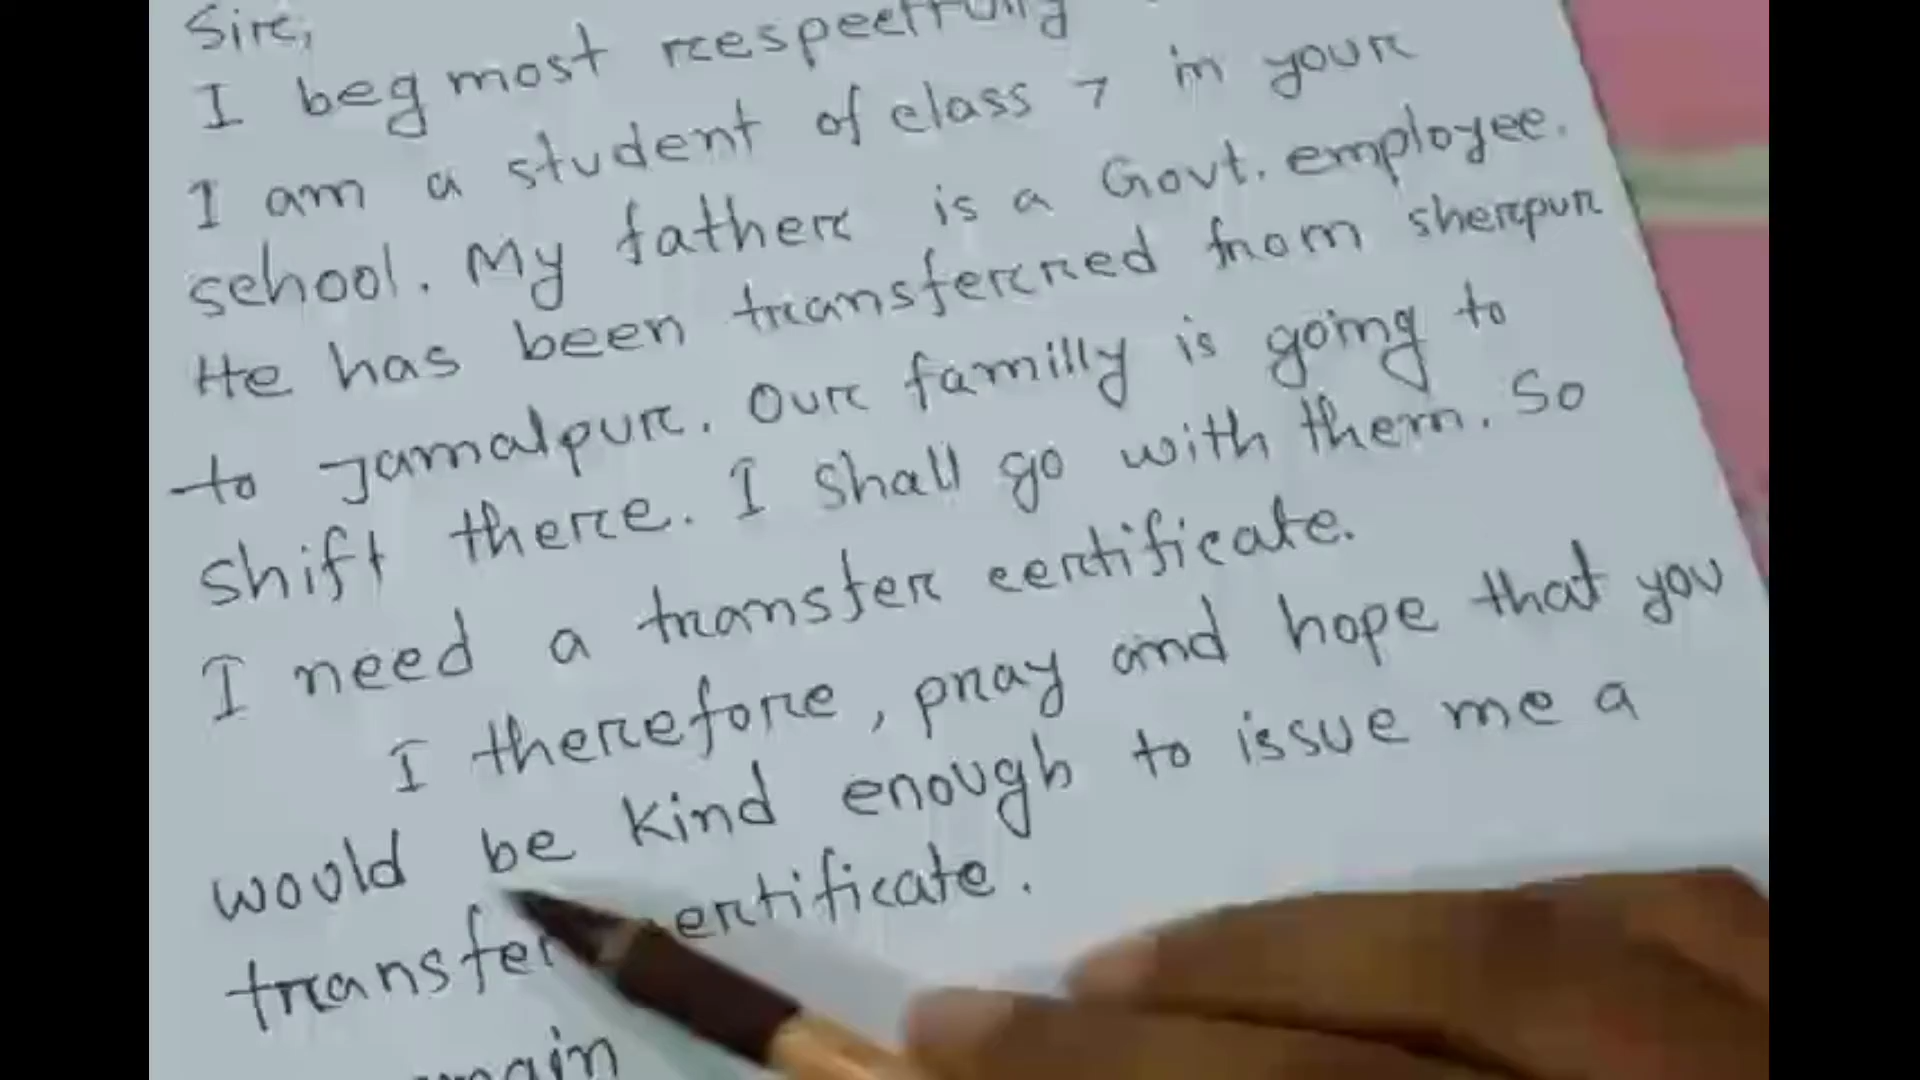 Sir,
I beg most respectfully
I am a student of class 7 in your
school. My father is a Govt. employee.
He has been transferred from sherpur
to Jamalpur. Our familly is going to
shift there. I shall go with them. So
I need a transfer certificate.
I therefore, pray and hope that you
would be kind enough to issue me a
transfer certificate.